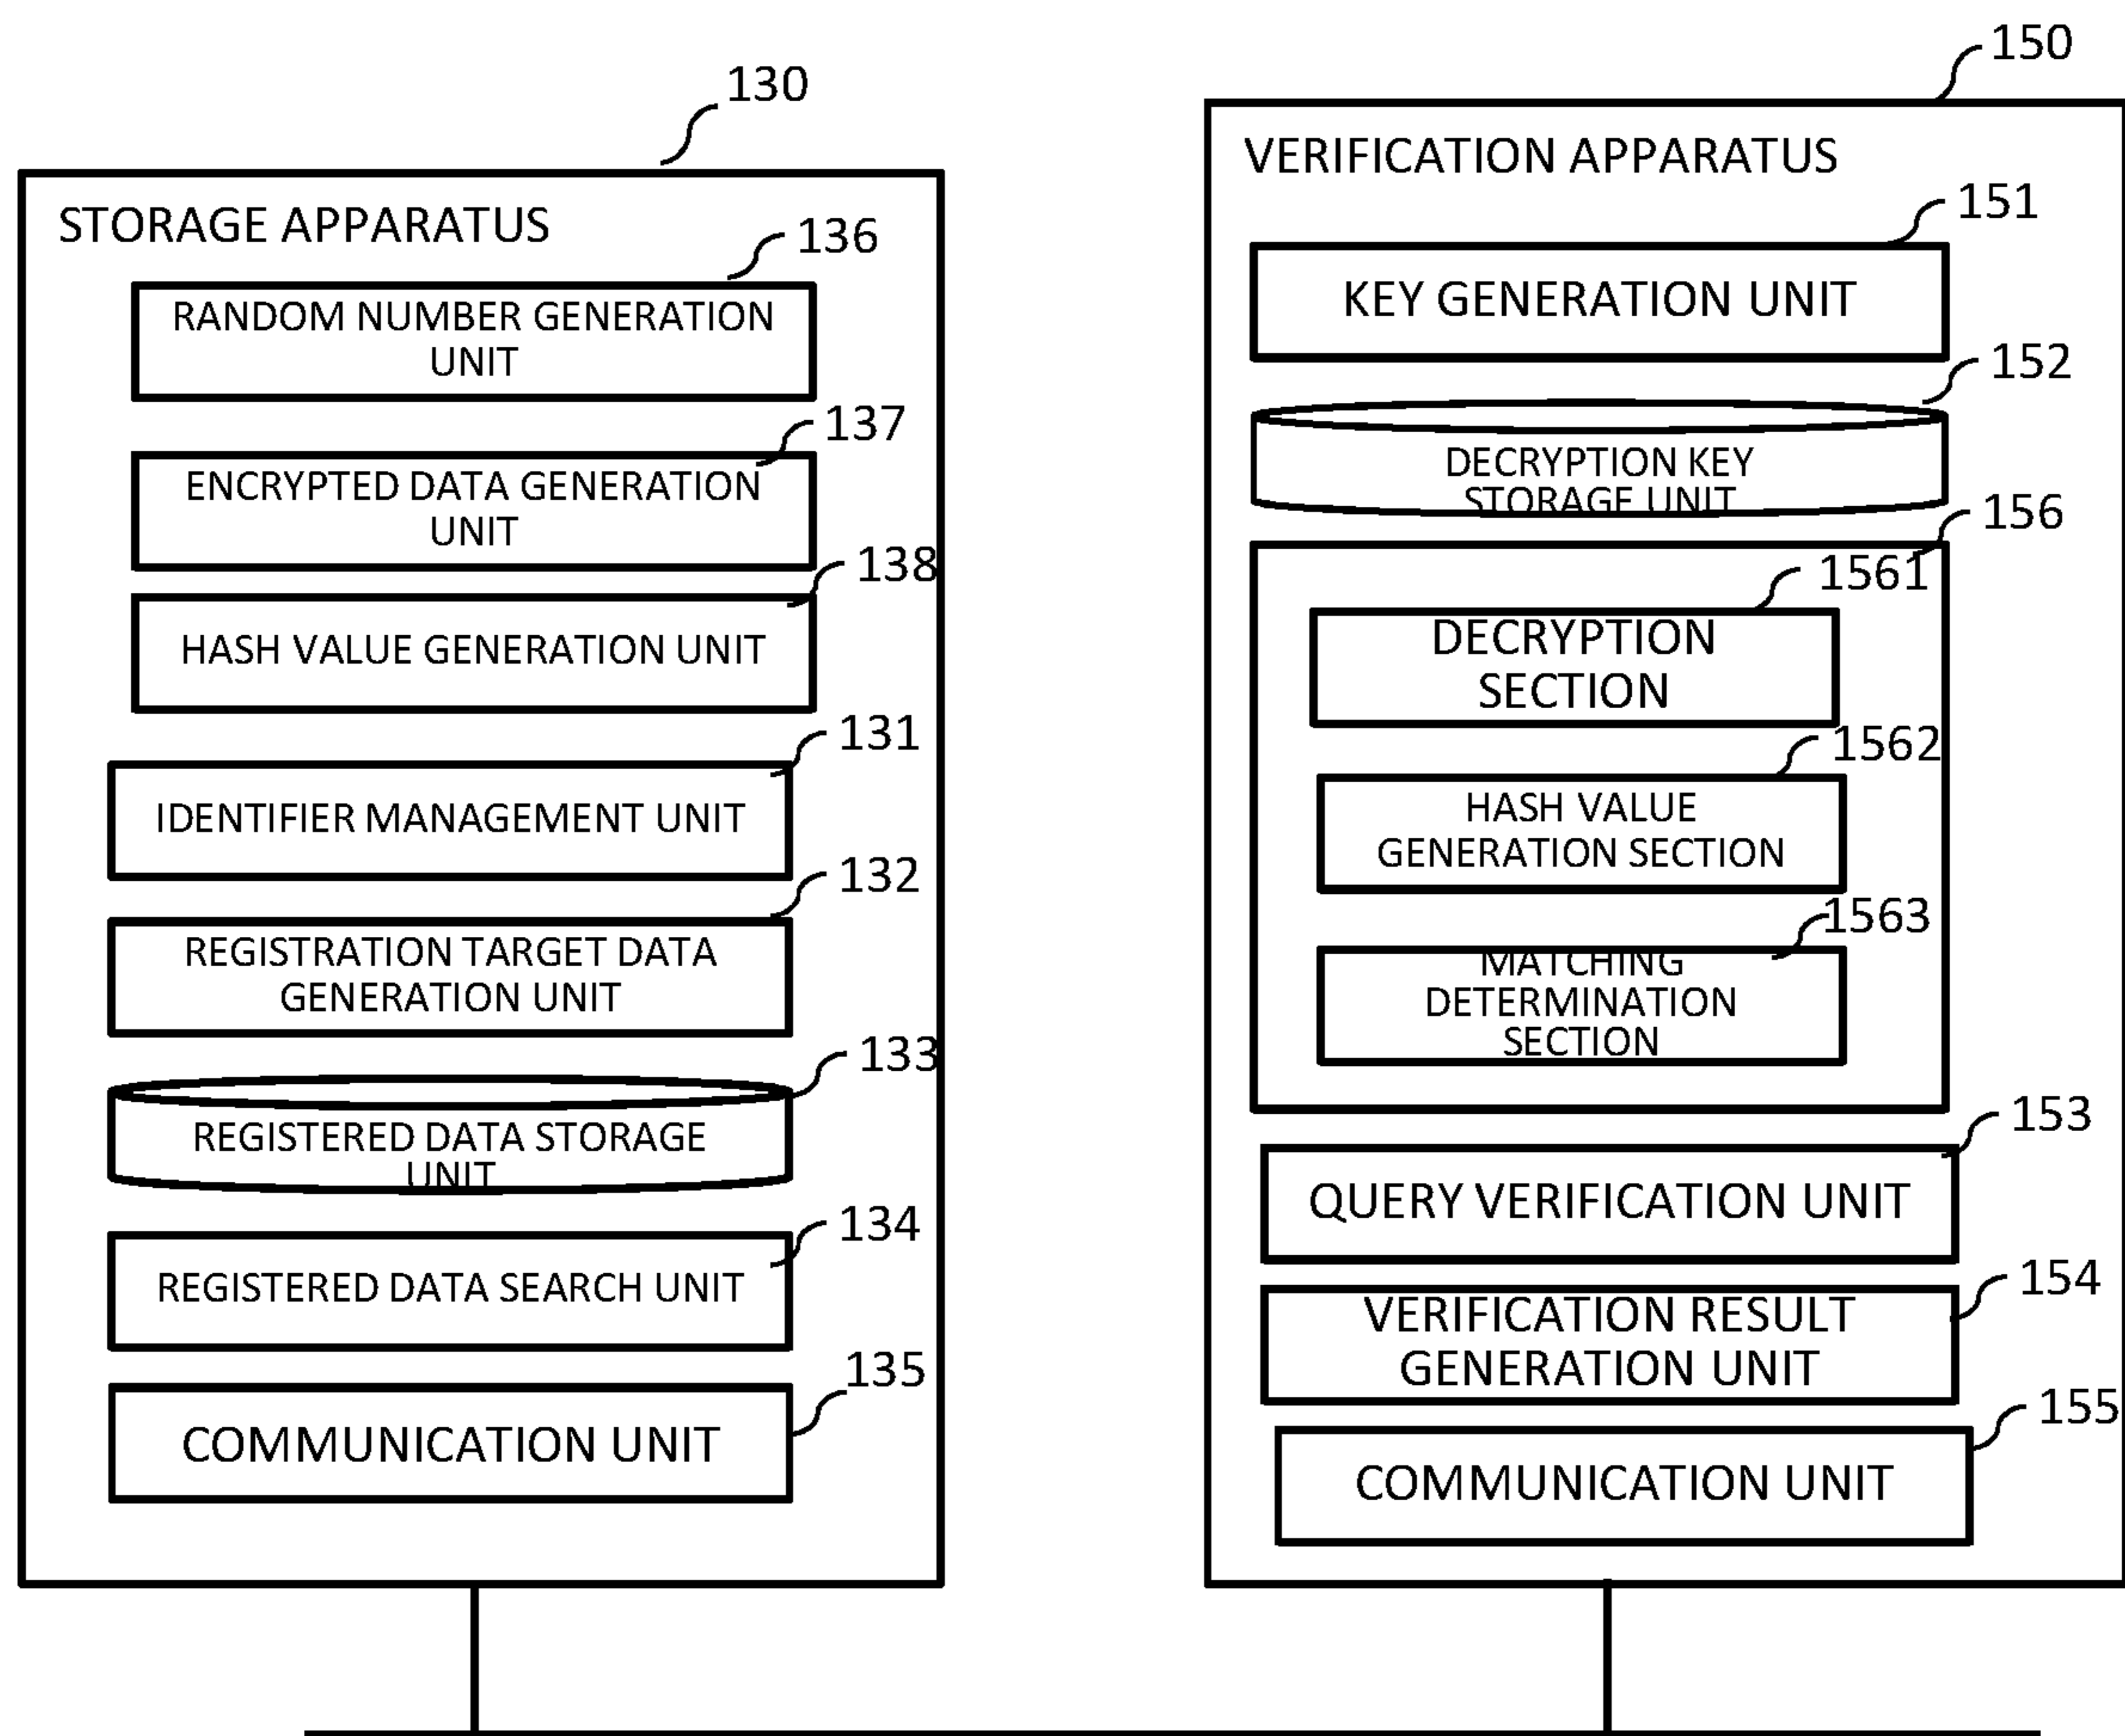 130
STORAGE APPARATUS
136
RANDOM NUMBER GENERATION
UNIT
137
ENCRYPTED DATA GENERATION
UNIT
138
HASH VALUE GENERATION UNIT
131
IDENTIFIER MANAGEMENT UNIT
132
REGISTRATION TARGET DATA
GENERATION UNIT
133
REGISTERED DATA STORAGE
UNIT
134
REGISTERED DATA SEARCH UNIT
135
COMMUNICATION UNIT
150
VERIFICATION APPARATUS
151
KEY GENERATION UNIT
152
DECRYPTION KEY
STORAGE UNIT
156
1561
DECRYPTION
SECTION
1562
HASH VALUE
GENERATION SECTION
1563
MATCHING
DETERMINATION
SECTION
153
QUERY VERIFICATION UNIT
154
VERIFICATION RESULT
GENERATION UNIT
155
COMMUNICATION UNIT